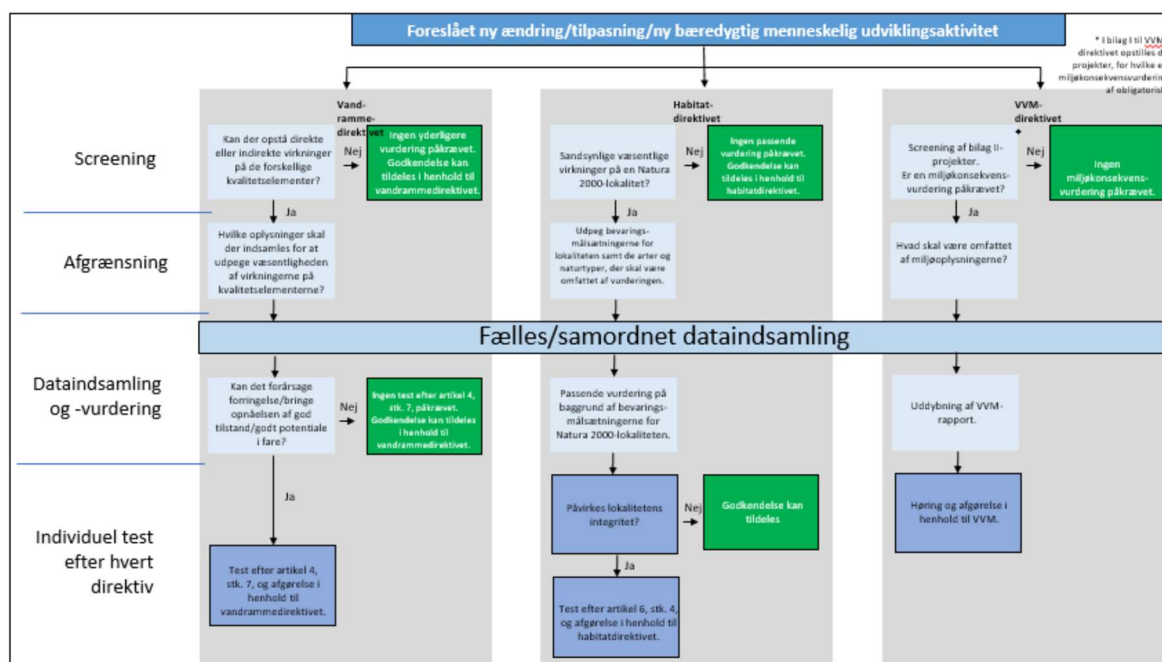 Foreslået ny ændring/tilpasning/ny bæredygtig menneskelig udviklingsaktivitet
* I bilag I til VVM
direktivet opstilles d
projekter, for hvilke e
miljøkonsekvensvurderin
af obligatorisk
Vand-
ramme-
direktivet
Habitat-
direktivet
VVM-
direktivet
*
Screening
Kan der opstå direkte
eller indirekte virkninger
på de forskellige
kvalitetselementer?
Nej
Ingen yderligere
vurdering påkrævet.
Godkendelse kan
tildeles i henhold til
vandrammedirektivet.
Sandsynlige væsentlige
virkninger på en Natura
2000-lokalitet?
Nej
Ingen passende
vurdering påkrævet.
Godkendelse kan
tildeles i henhold til
habitatdirektivet.
Screening af bilag II-
projekter.
Er en miljøkonsekvens-
vurdering påkrævet?
Nej
Ingen
miljøkonsekvens-
vurdering påkrævet.
Ja
Ja
Ja
Afgrænsning
Hvilke oplysninger skal
der indsamles for at
udpege væsentligheden
af virkningerne på
kvalitetselementerne?
Udpeg bevarings-
målsætningerne for
lokaliteten samt de arter og
naturtyper, der skal være
omfattet af vurderingen.
Hvad skal være omfattet
af miljøoplysningerne?
Fælles/samordnet dataindsamling
Dataindsamling
og -vurdering
Kan det forårsage
forringelse/bringe
opnåelsen af god
tilstand/godt potentiale
i fare?
Nej
Ingen test efter artikel 4,
stk. 7, påkrævet.
Godkendelse kan tildeles
i henhold til
vandrammedirektivet.
Passende vurdering på
baggrund af bevarings-
målsætningerne for
Natura 2000-lokaliteten.
Uddybning af VVM-
rapport.
Ja
Individuel test
efter hvert
direktiv
Påvirkes lokalitetens
integritet?
Nej
Godkendelse kan
tildeles
Høring og afgørelse i
henhold til VVM.
Ja
Test efter artikel 4,
stk. 7, og afgørelse i
henhold til
vandrammedirektivet.
Test efter artikel 6, stk. 4,
og afgørelse i henhold til
habitatdirektivet.